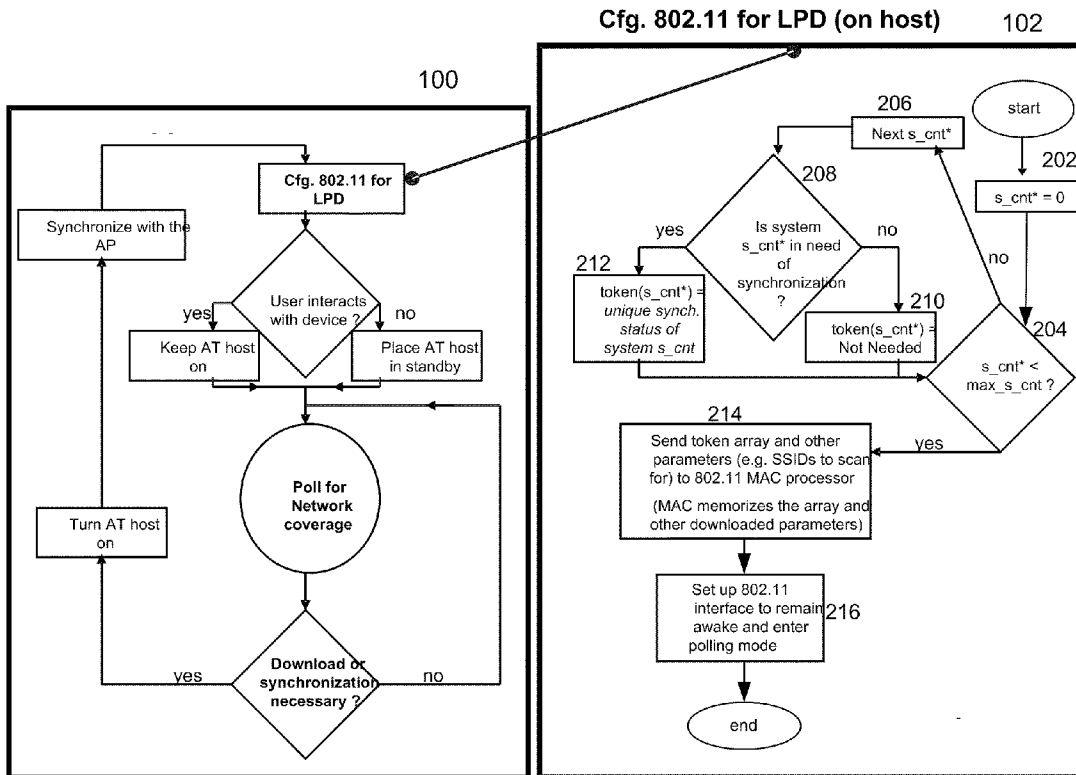 Cfg. 802.11 for LPD (on host)
102
100
Cfg. 802.11 for
LPD
Synchronize with the
AP
User interacts
with device ?
yes
no
Keep AT host
on
Place AT host
in standby
Poll for
Network
coverage
Turn AT host
on
Download or
synchronization
necessary ?
yes
no
start
206
Next s_cnt*
202
s_cnt* = 0
208
Is system
s_cnt* in need
of
synchronization
?
yes
no
no
212
token(s_cnt*) =
unique synch.
status of
system s_cnt
210
token(s_cnt*) =
Not Needed
204
s_cnt* <
max_s_cnt ?
yes
214
Send token array and other
parameters (e.g. SSIDs to scan
for) to 802.11 MAC processor
(MAC memorizes the array and
other downloaded parameters)
Set up 802.11
interface to remain
awake and enter
polling mode
216
end